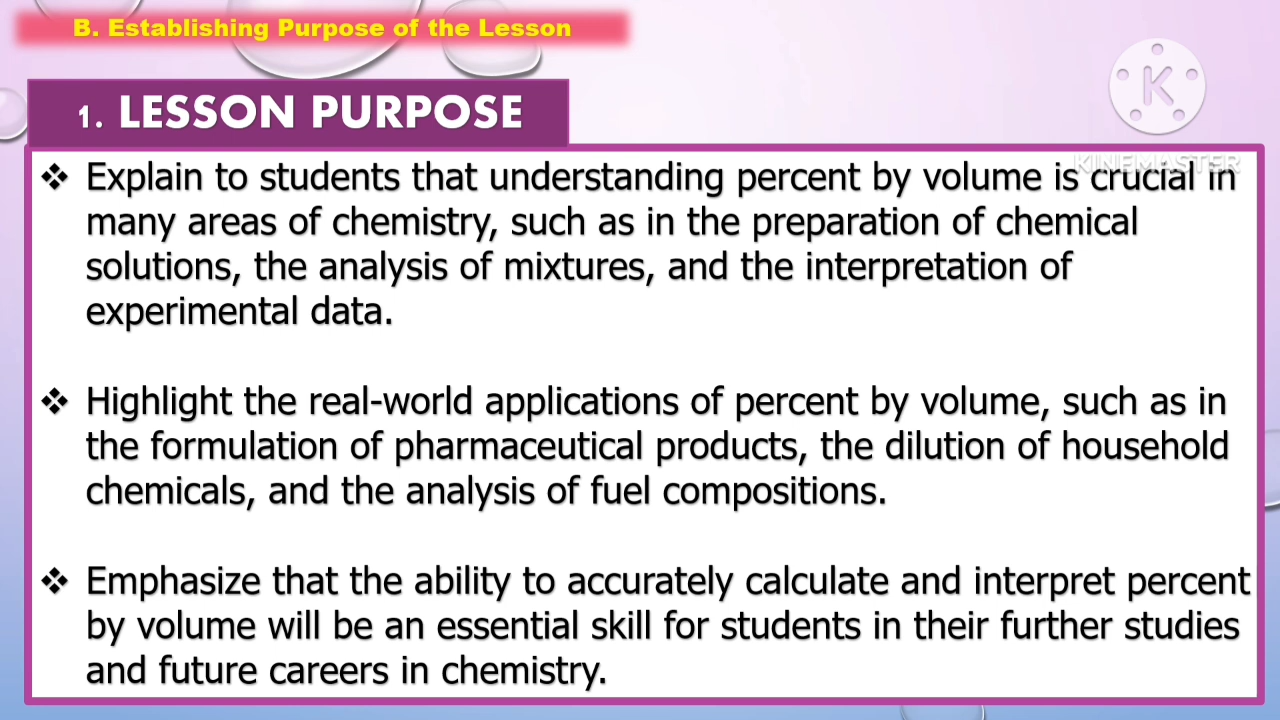 B. Establishing Purpose of the Lesson
1. LESSON PURPOSE
K
KINEMASTER
❖ Explain to students that understanding percent by volume is crucial in
many areas of chemistry, such as in the preparation of chemical
solutions, the analysis of mixtures, and the interpretation of
experimental data.
❖ Highlight the real-world applications of percent by volume, such as in
the formulation of pharmaceutical products, the dilution of household
chemicals, and the analysis of fuel compositions.
❖ Emphasize that the ability to accurately calculate and interpret percent
by volume will be an essential skill for students in their further studies
and future careers in chemistry.